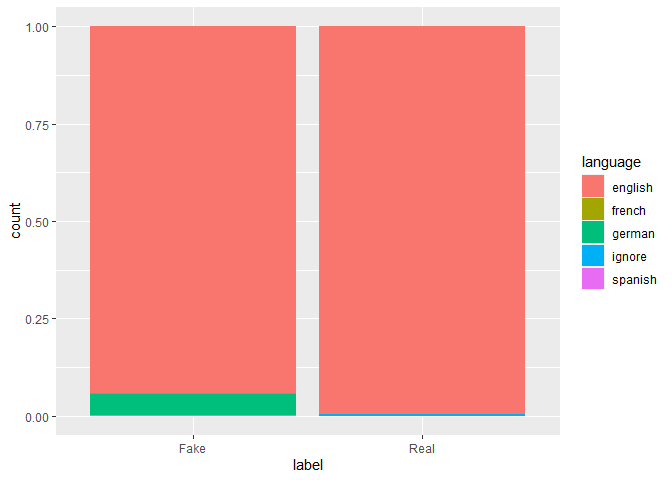 1.00
0.75
0.50
0.25
0.00
count
Fake
Real
label
language
english
french
german
ignore
spanish